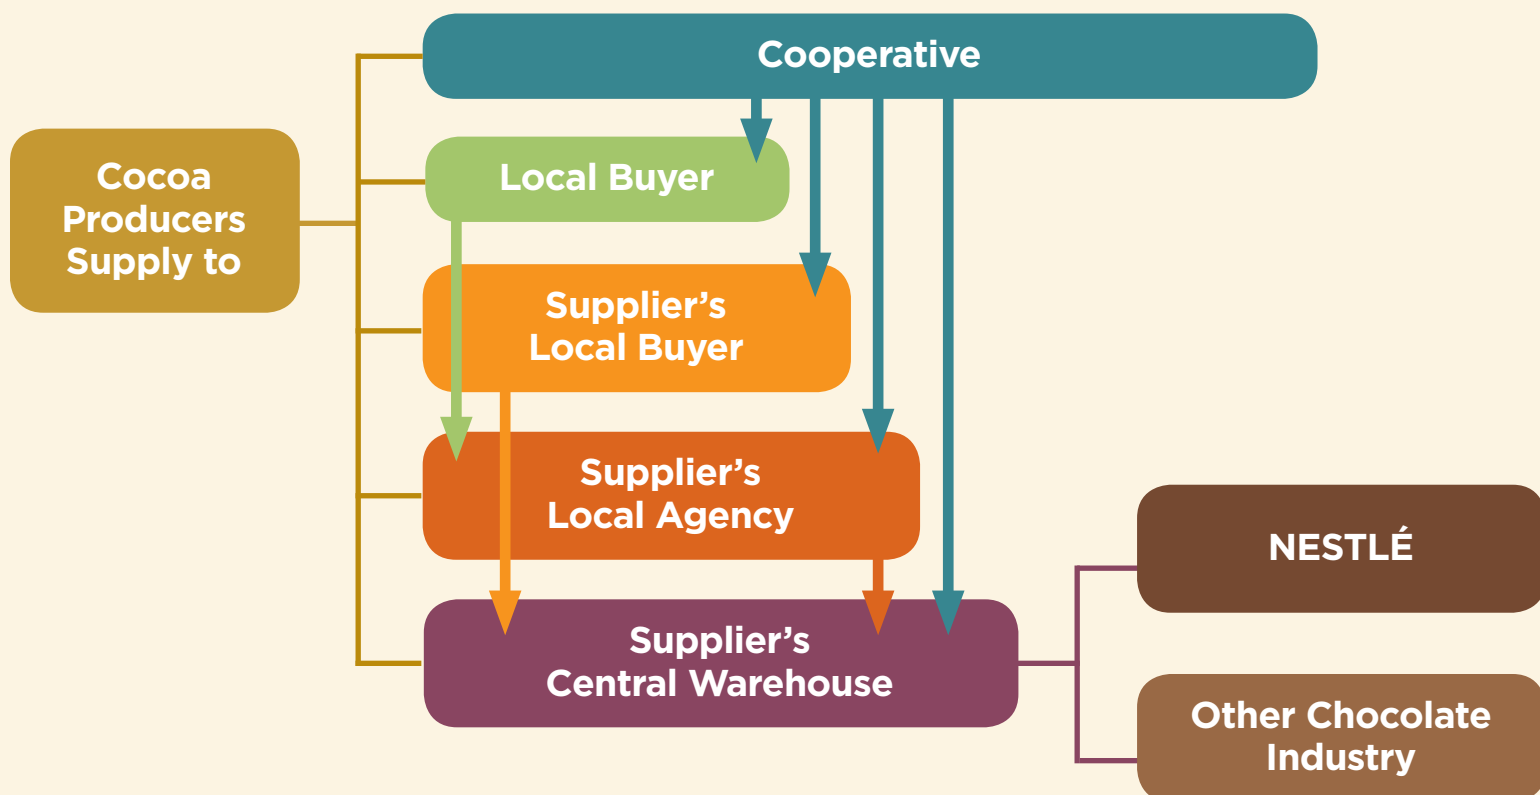 Cooperative
Cocoa
Producers
Supply to
Local Buyer
Supplier’s
Local Buyer
Supplier’s
Local Agency
Supplier’s
Central Warehouse
NESTLÉ
Other Chocolate
Industry